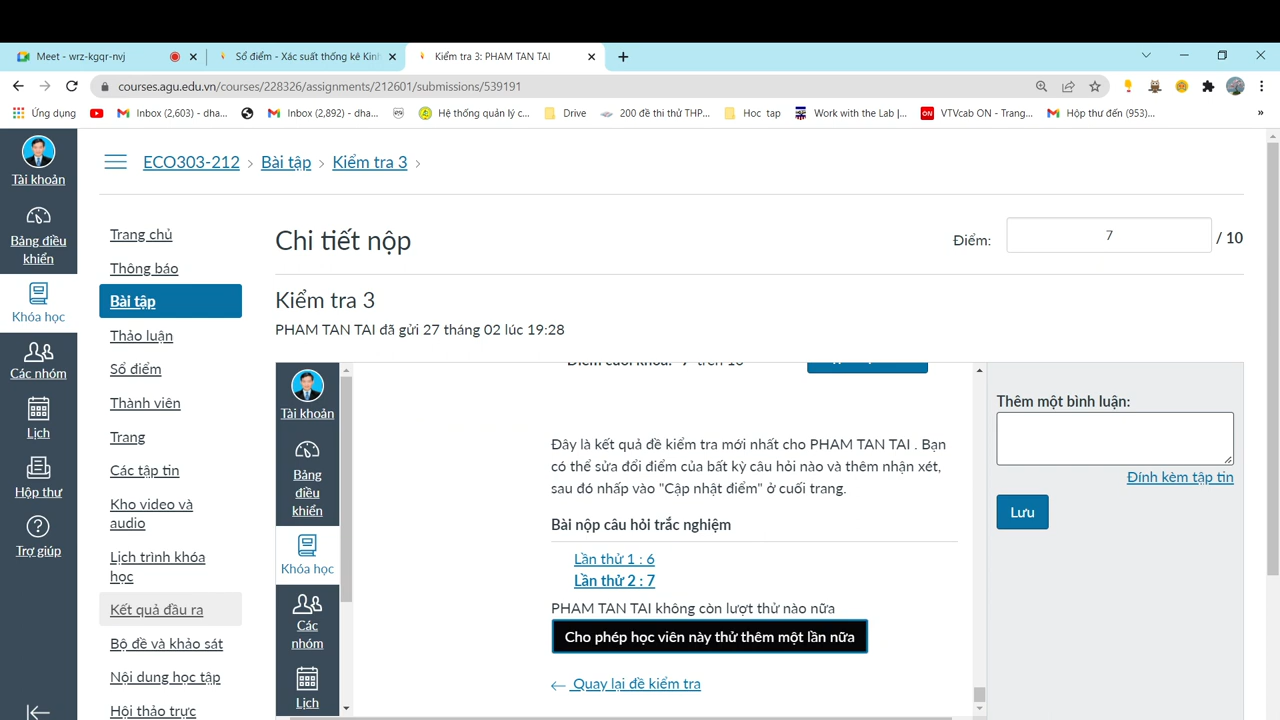 Meet - wrz-kgqr-nvj
Sổ điểm - Xác suất thống kê Kinh
Kiểm tra 3: PHAM TAN TAI
courses.agu.edu.vn/courses/228326/assignments/212601/submissions/539191
Ứng dụng
Inbox (2,603) - dha...
Inbox (2,892) - dha...
Hệ thống quản lý c...
Drive
200 đề thi thử THP...
Hoc tap
Work with the Lab |...
ON
VTVcab ON - Trang...
Hộp thư đến (953)...
»
Tài khoản
Bảng điều
khiển
Khóa học
Các nhóm
Lịch
Hộp thư
Trợ giúp
ECO303-212
Bài tập
Kiểm tra 3
Trang chủ
Thông báo
Bài tập
Thảo luận
Sổ điểm
Thành viên
Trang
Các tập tin
Kho video và
audio
Lịch trình khóa
học
Kết quả đầu ra
Bộ đề và khảo sát
Nội dung học tập
Hội thảo trực
Chi tiết nộp
Điểm:
7
/ 10
Kiểm tra 3
PHAM TAN TAI đã gửi 27 tháng 02 lúc 19:28
Tài khoản
Bảng
điều
khiển
Khóa học
Các
nhóm
Lịch
Điểm cuối khóa: 7 trên 10
Đây là kết quả đề kiểm tra mới nhất cho PHAM TAN TAI . Bạn
có thể sửa đổi điểm của bất kỳ câu hỏi nào và thêm nhận xét,
sau đó nhấp vào "Cập nhật điểm" ở cuối trang.
Bài nộp câu hỏi trắc nghiệm
Lần thử 1 : 6
Lần thử 2 : 7
PHAM TAN TAI không còn lượt thử nào nữa
Cho phép học viên này thử thêm một lần nữa
Quay lại đề kiểm tra
Thêm một bình luận:
Đính kèm tập tin
Lưu